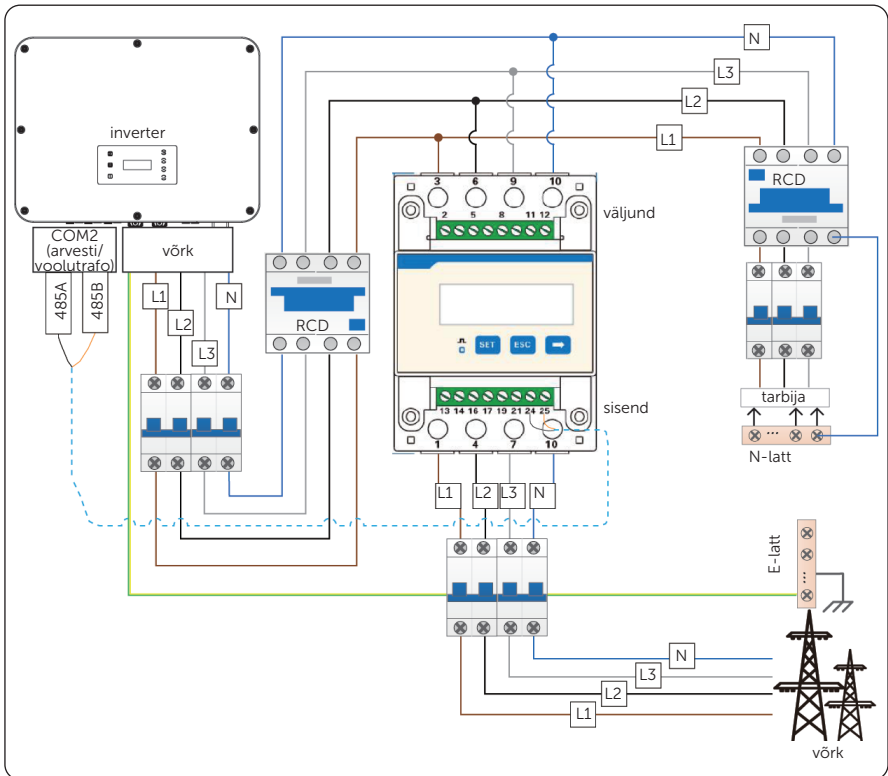 N
L3
L2
L1
inverter
COM2
(arvesti/
voolutrafo)
võrk
485A
485B
L1
L2
L3
N
RCD
3 6 9 10
2 5 8 11 12
väljund
SET ESC
sisend
13 14 16 17 19 21 24 25
1 4 7 10
L1 L2 L3 N
RCD
tarbija
...
N-latt
E-latt
...
N
L3
L2
L1
võrk